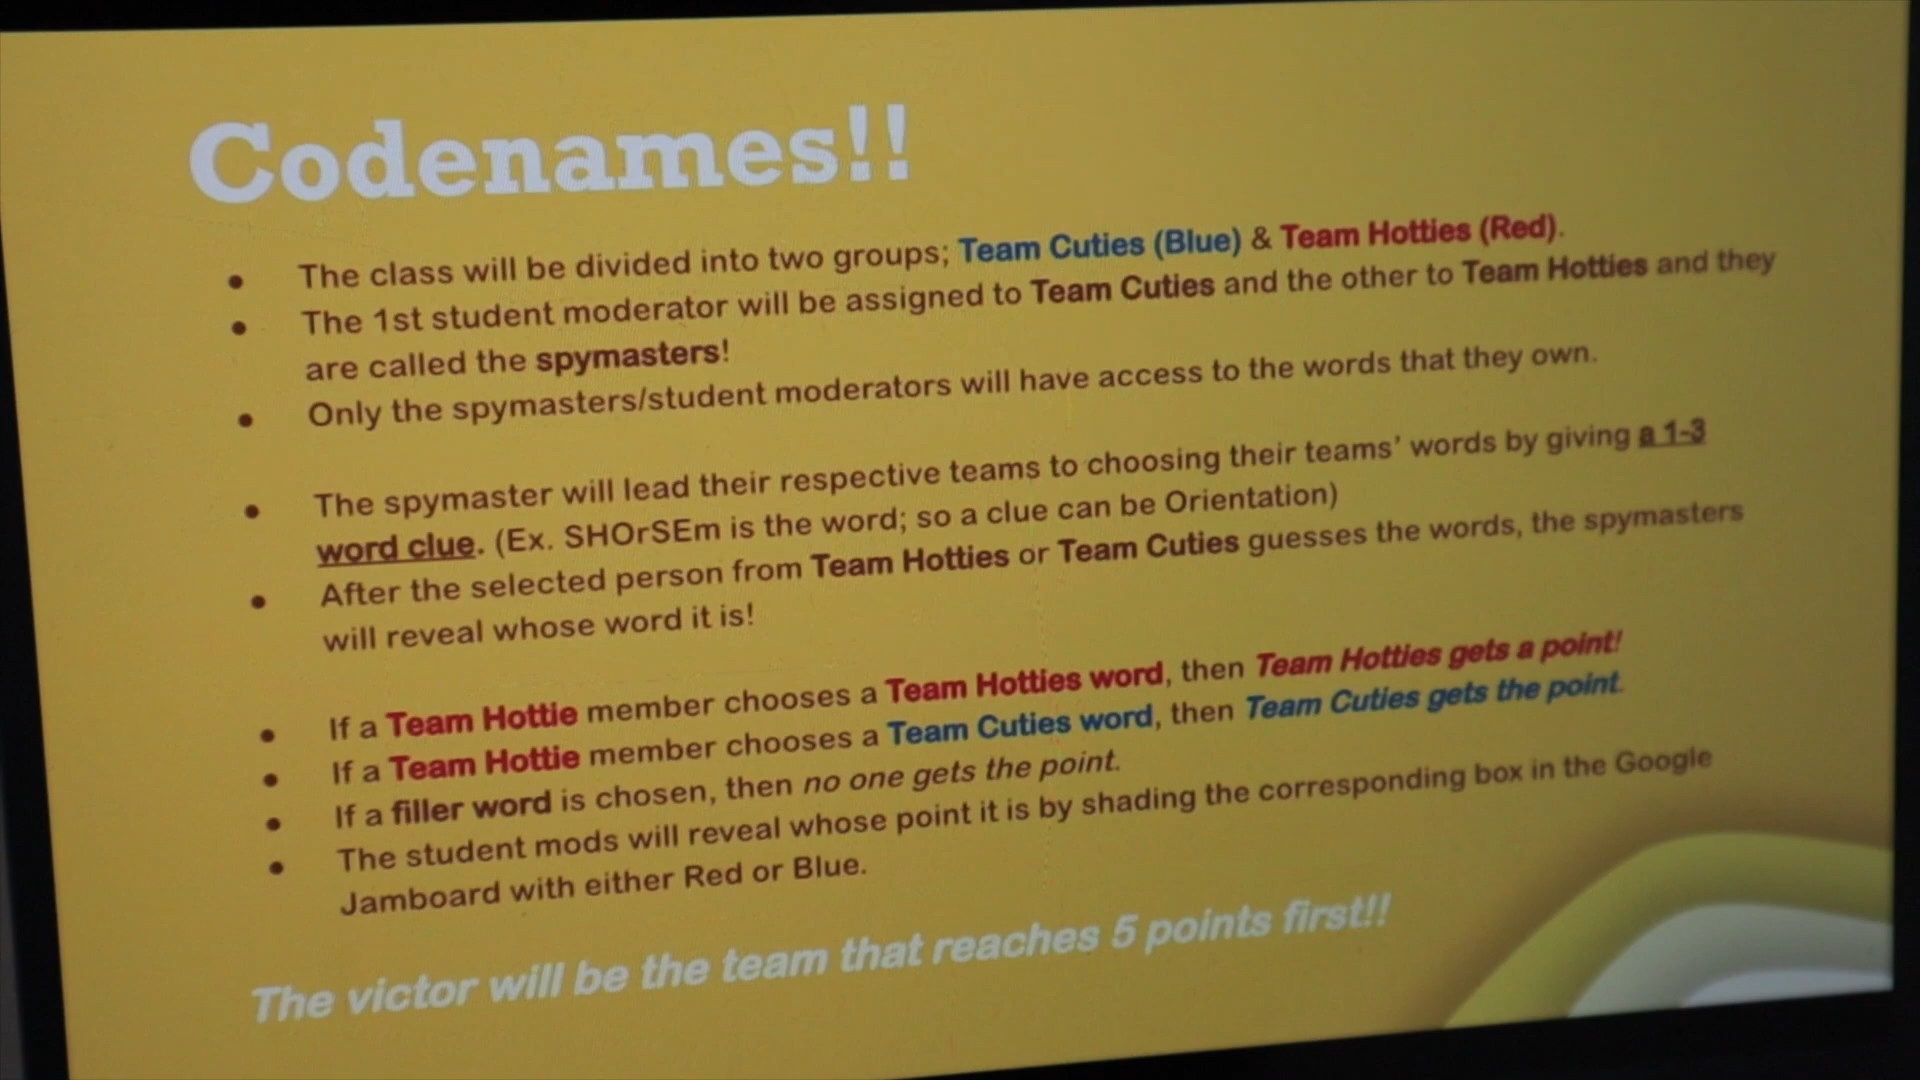 Codenames!!
• The class will be divided into two groups; Team Cuties (Blue) & Team Hotties (Red).
• The 1st student moderator will be assigned to Team Cuties and the other to Team Hotties and they
are called the spymasters!
• Only the spymasters/student moderators will have access to the words that they own.
• The spymaster will lead their respective teams to choosing their teams’ words by giving a 1-3
word clue. (Ex. SHOrSEm is the word; so a clue can be Orientation)
• After the selected person from Team Hotties or Team Cuties guesses the words, the spymasters
will reveal whose word it is!
• If a Team Hottie member chooses a Team Hotties word, then Team Hotties gets a point!
• If a Team Hottie member chooses a Team Cuties word, then Team Cuties gets the point.
• If a filler word is chosen, then no one gets the point.
• The student mods will reveal whose point it is by shading the corresponding box in the Google
Jamboard with either Red or Blue.
The victor will be the team that reaches 5 points first!!